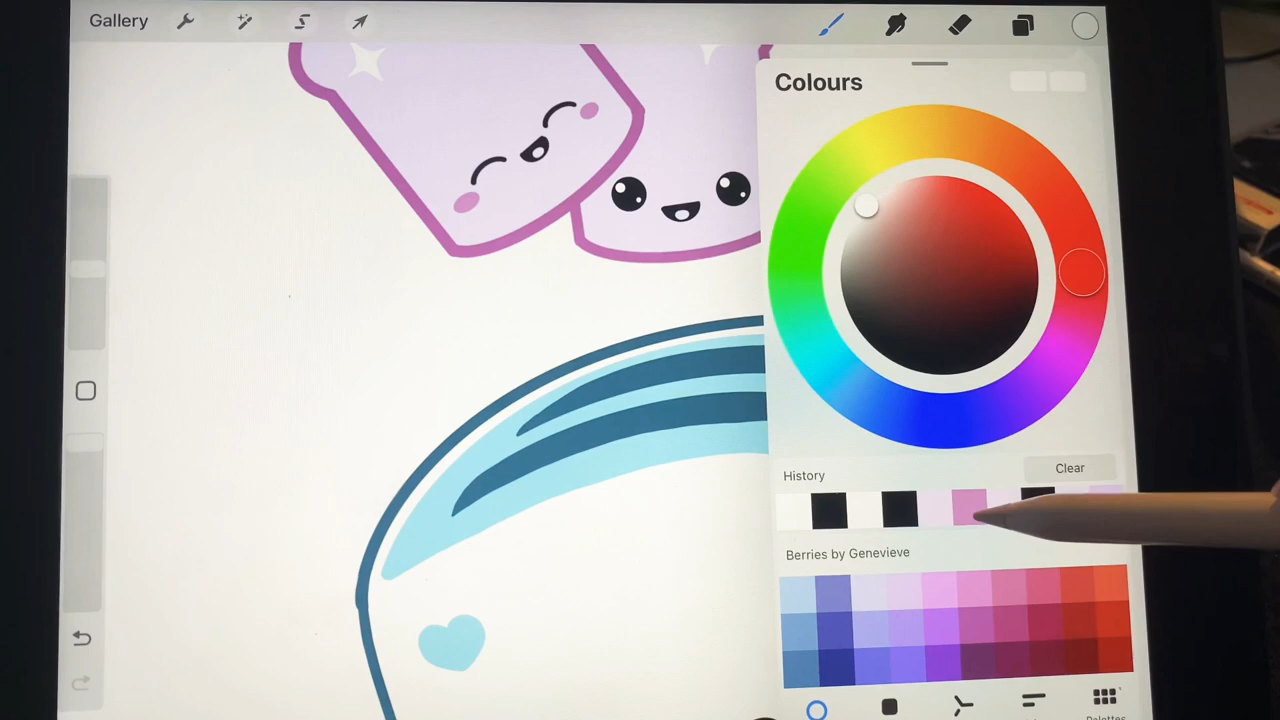 Gallery
Colours
History
Clear
Berries by Genevieve
Palettes